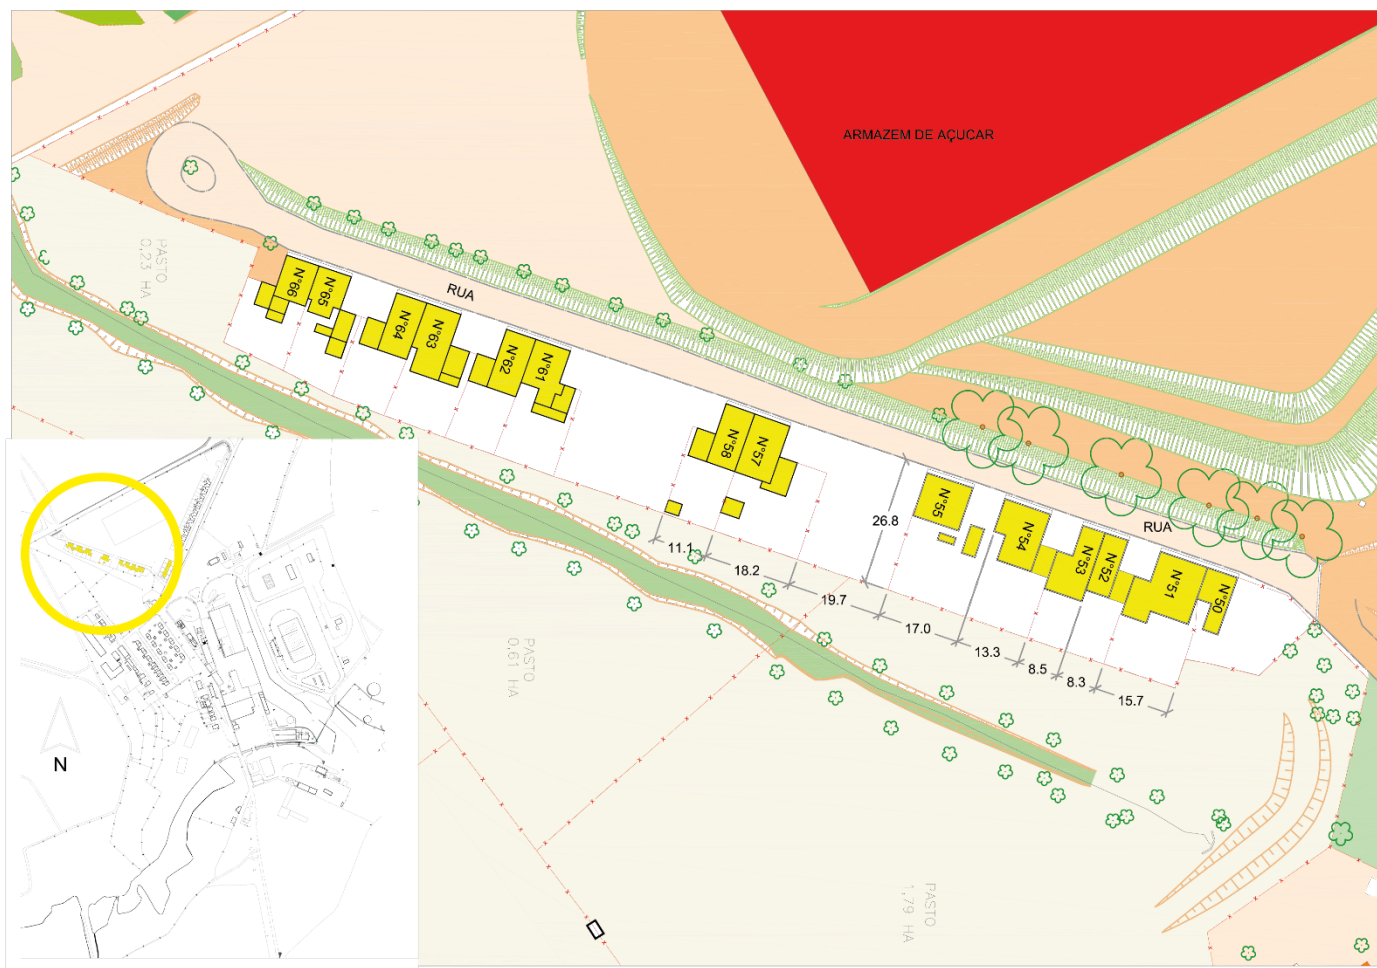 ARMAZEM DE AÇUCAR
PASTO
0,23 HA
RUA
Nº66
Nº65
Nº64
Nº63
Nº62
Nº61
Nº58
Nº57
Nº55
Nº54
Nº53
Nº52
Nº51
Nº50
RUA
26.8
11.1
18.2
19.7
17.0
13.3
8.5
8.3
15.7
PASTO
0,61 HA
PASTO
1,79 HA
N